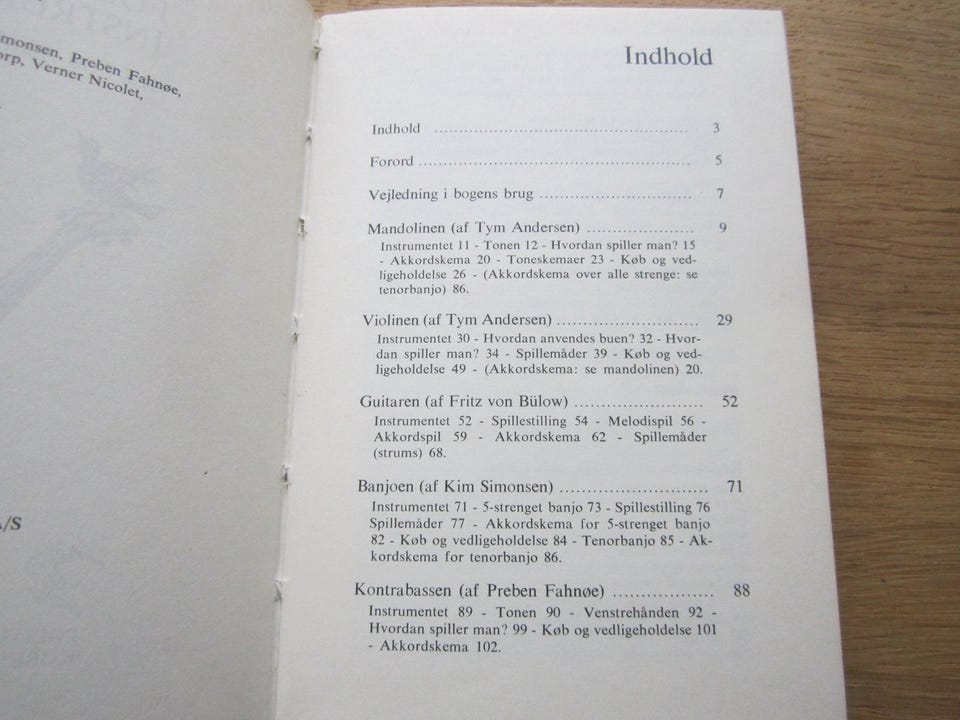 monsen, Preben Fahnøe,
orp, Verner Nicolet,
A/S
Indhold
Indhold ................................................ 3
Forord ................................................ 5
Vejledning i bogens brug ............................. 7
Mandolinen (af Tym Andersen) ..................... 9
Instrumentet 11 - Tonen 12 - Hvordan spiller man? 15
- Akkordskema 20 - Toneskemaer 23 - Køb og ved-
ligeholdelse 26 - (Akkordskema over alle strenge: se
tenorbanjo) 86.
Violinen (af Tym Andersen) ........................... 29
Instrumentet 30 - Hvordan anvendes buen? 32 - Hvor-
dan spiller man? 34 - Spillemåder 39 - Køb og ved-
ligeholdelse 49 - (Akkordskema: se mandolinen) 20.
Guitaren (af Fritz von Bülow) ........................ 52
Instrumentet 52 - Spillestilling 54 - Melodispil 56 -
Akkordspil 59 - Akkordskema 62 - Spillemåder
(strums) 68.
Banjoen (af Kim Simonsen) ............................ 71
Instrumentet 71 - 5-strenget banjo 73 - Spillestilling 76
Spillemåder 77 - Akkordskema for 5-strenget banjo
82 - Køb og vedligeholdelse 84 - Tenorbanjo 85 - Ak-
kordskema for tenorbanjo 86.
Kontrabassen (af Preben Fahnøe) ................... 88
Instrumentet 89 - Tonen 90 - Venstrehånden 92 -
Hvordan spiller man? 99 - Køb og vedligeholdelse 101
- Akkordskema 102.